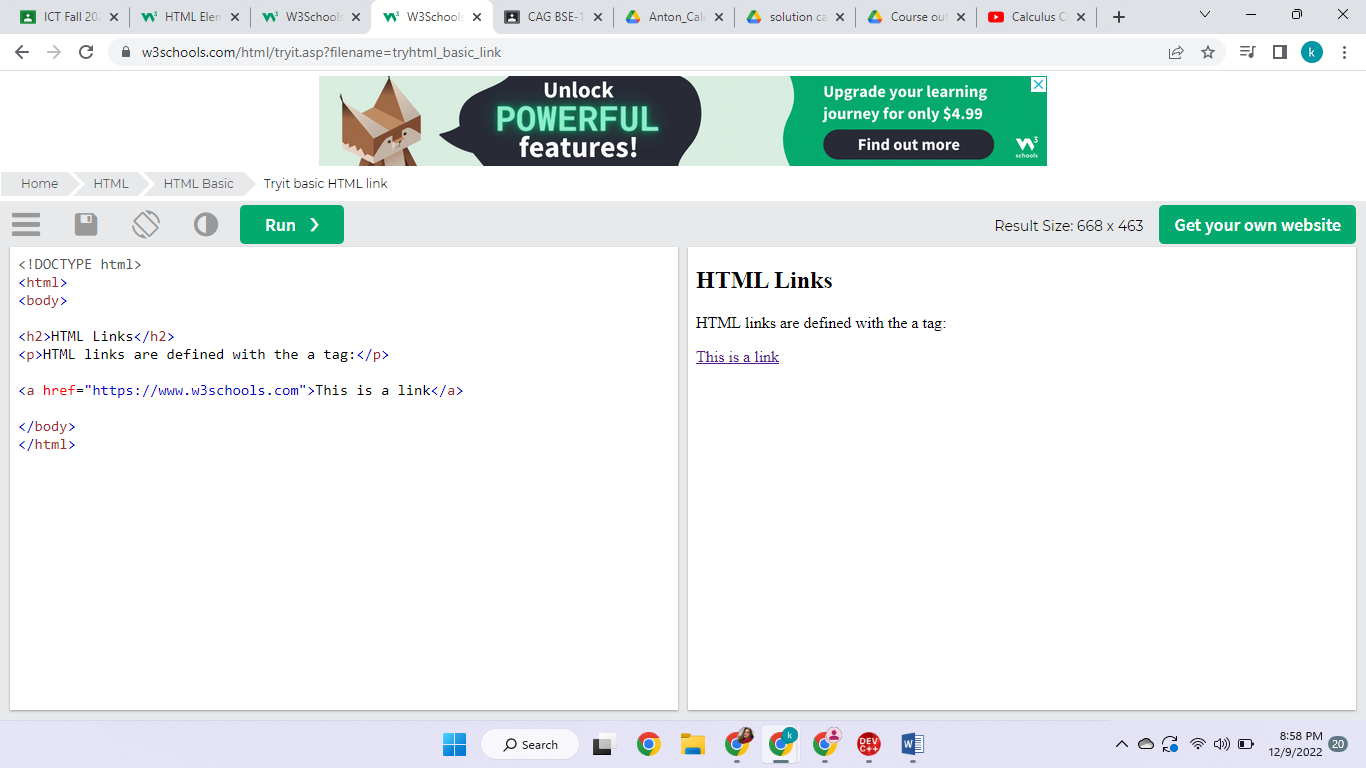 ICT Fall 20
HTML Elem
W3Schools
W3Schools
CAG BSE-1
Anton_Calc
solution ca
Course out
Calculus C
w3schools.com/html/tryit.asp?filename=tryhtml_basic_link
k
Unlock
POWERFUL
features!
Upgrade your learning
journey for only $4.99
Find out more
w3
schools
Home
HTML
HTML Basic
Tryit basic HTML link
Run ❯
Result Size: 668 x 463
Get your own website
<!DOCTYPE html>
<html>
<body>
<h2>HTML Links</h2>
<p>HTML links are defined with the a tag:</p>
<a href="https://www.w3schools.com">This is a link</a>
</body>
</html>
HTML Links
HTML links are defined with the a tag:
This is a link
Search
k
DEV
C++
W
8:58 PM
12/9/2022
20